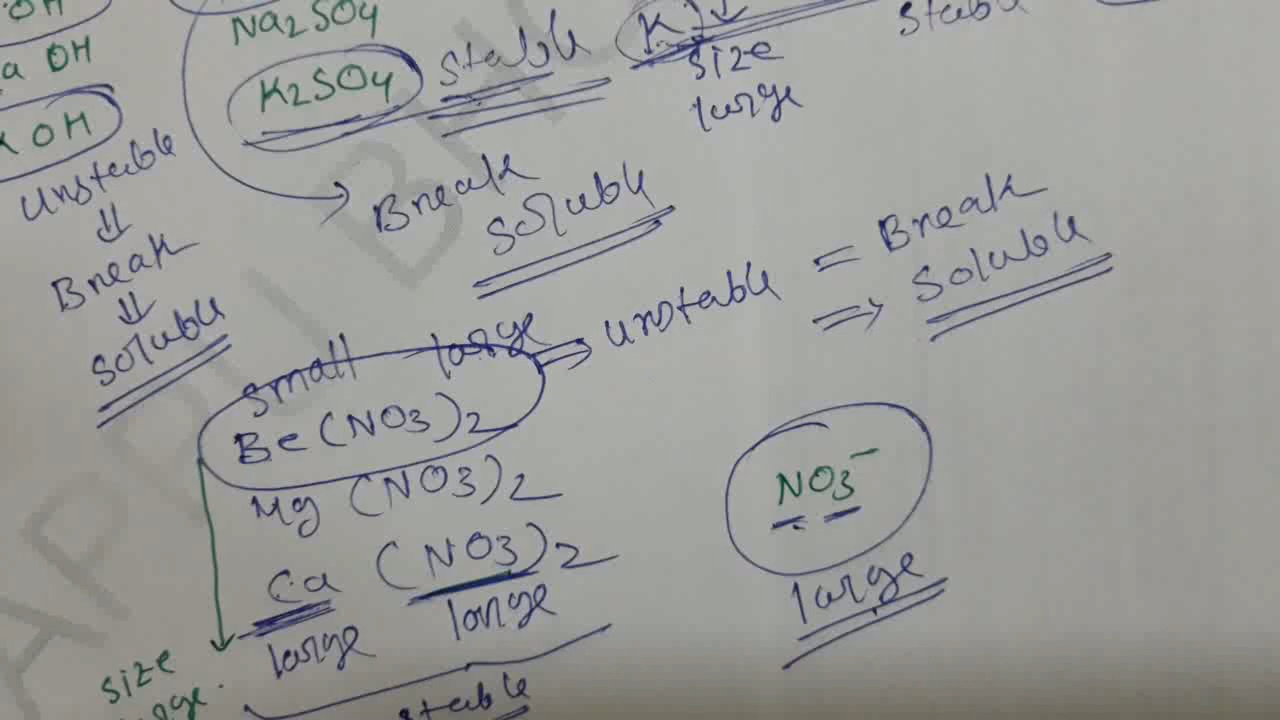 OH
Na2SO4
a OH
K2SO4 stable K size large stable
KOH
Unstable
Break
soluble
Break
soluble
small large
Be(NO3)2
unstable = Break
⇒ soluble
Mg (NO3)2
Ca (NO3)2
large large
stable
size
NO3⁻
large